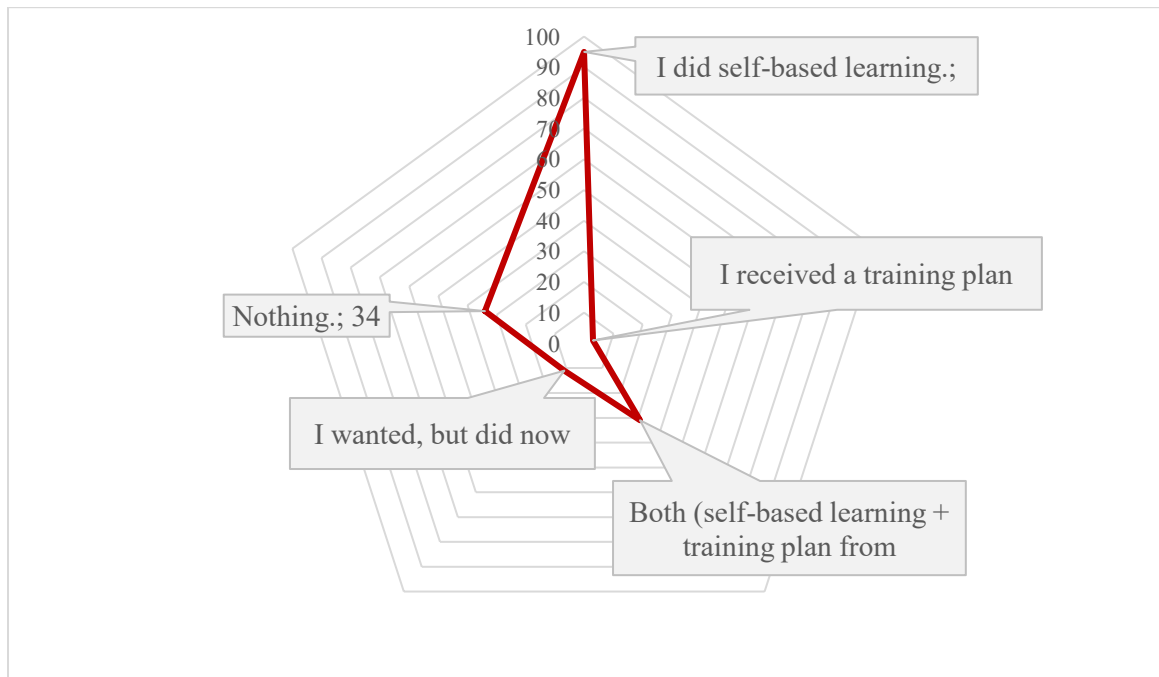 100
90
80
70
60
50
40
30
20
10
0
I did self-based learning.;
I received a training plan
Both (self-based learning +
training plan from
I wanted, but did now
Nothing.; 34